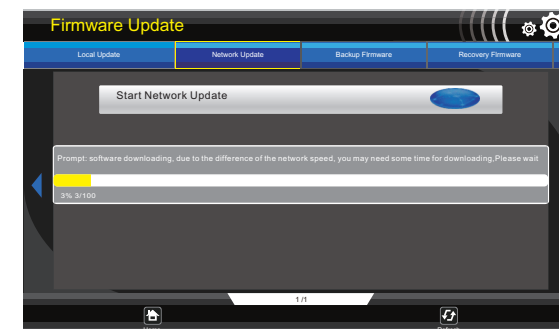 Firmware Update
Local Update
Network Update
Backup Firmware
Recovery Firmware
Start Network Update
Prompt: software downloading, due to the difference of the network speed, you may need some time for downloading,Please wait
3% 3/100
1/1
Home
Refresh